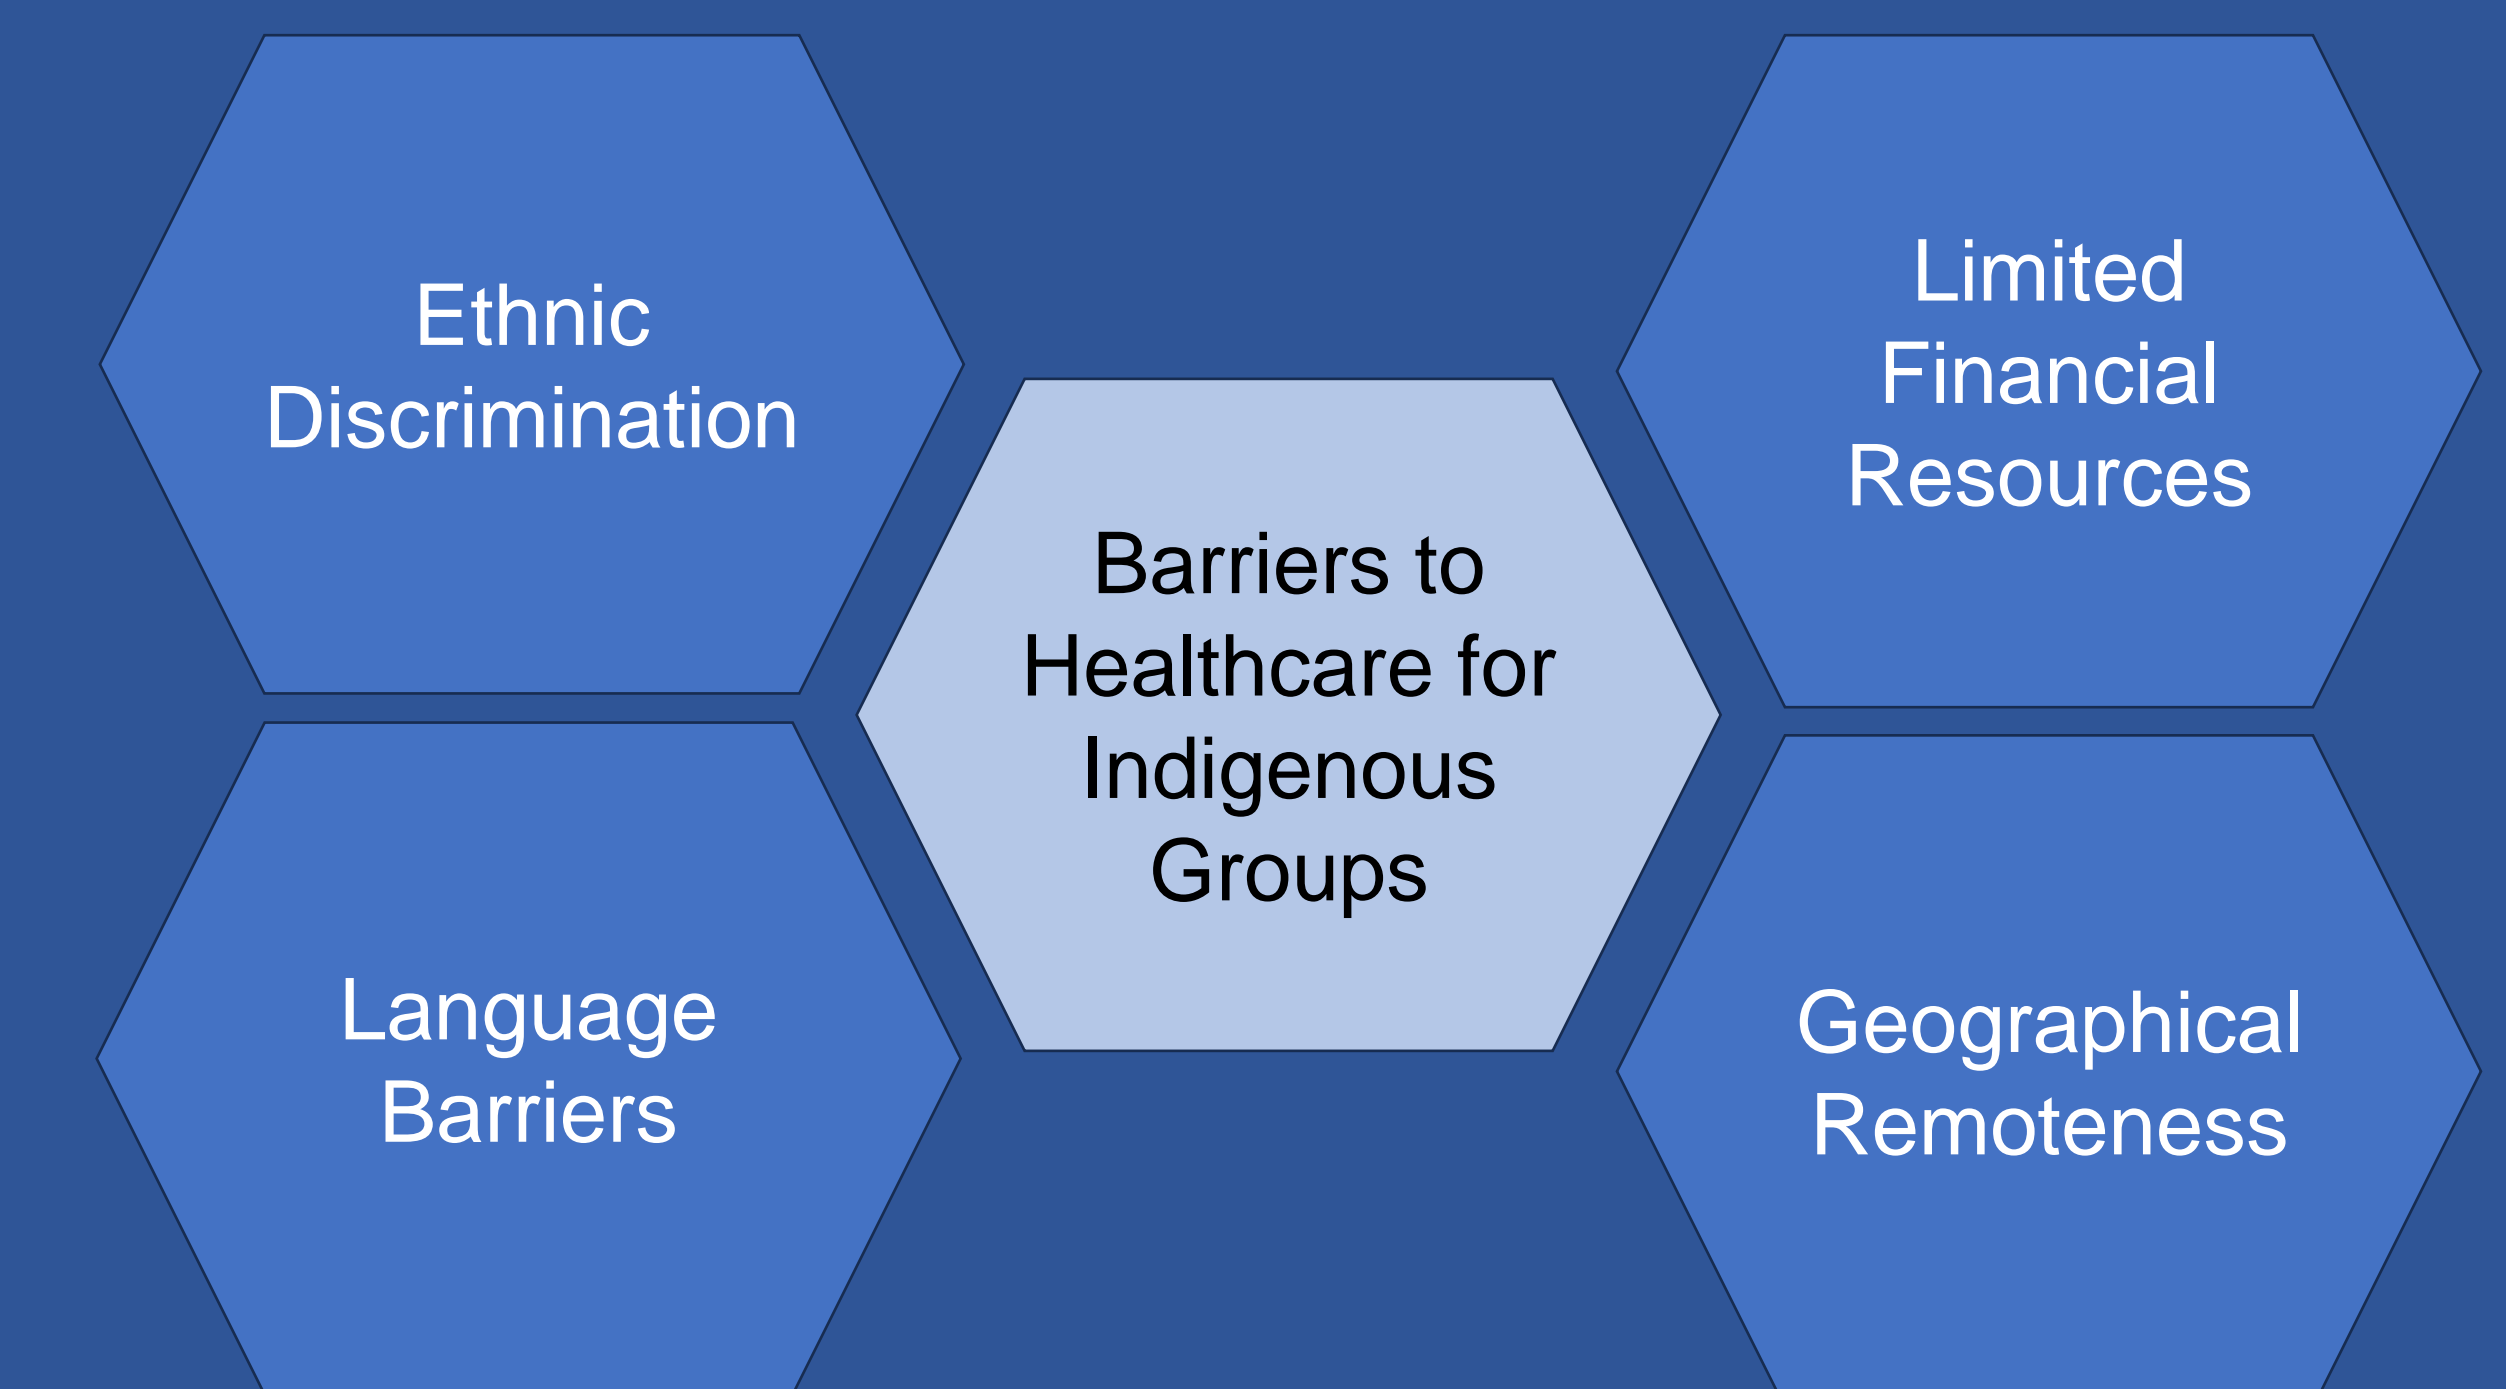 Ethnic
Discrimination
Limited
Financial
Resources
Barriers to
Healthcare for
Indigenous
Groups
Language
Barriers
Geographical
Remoteness